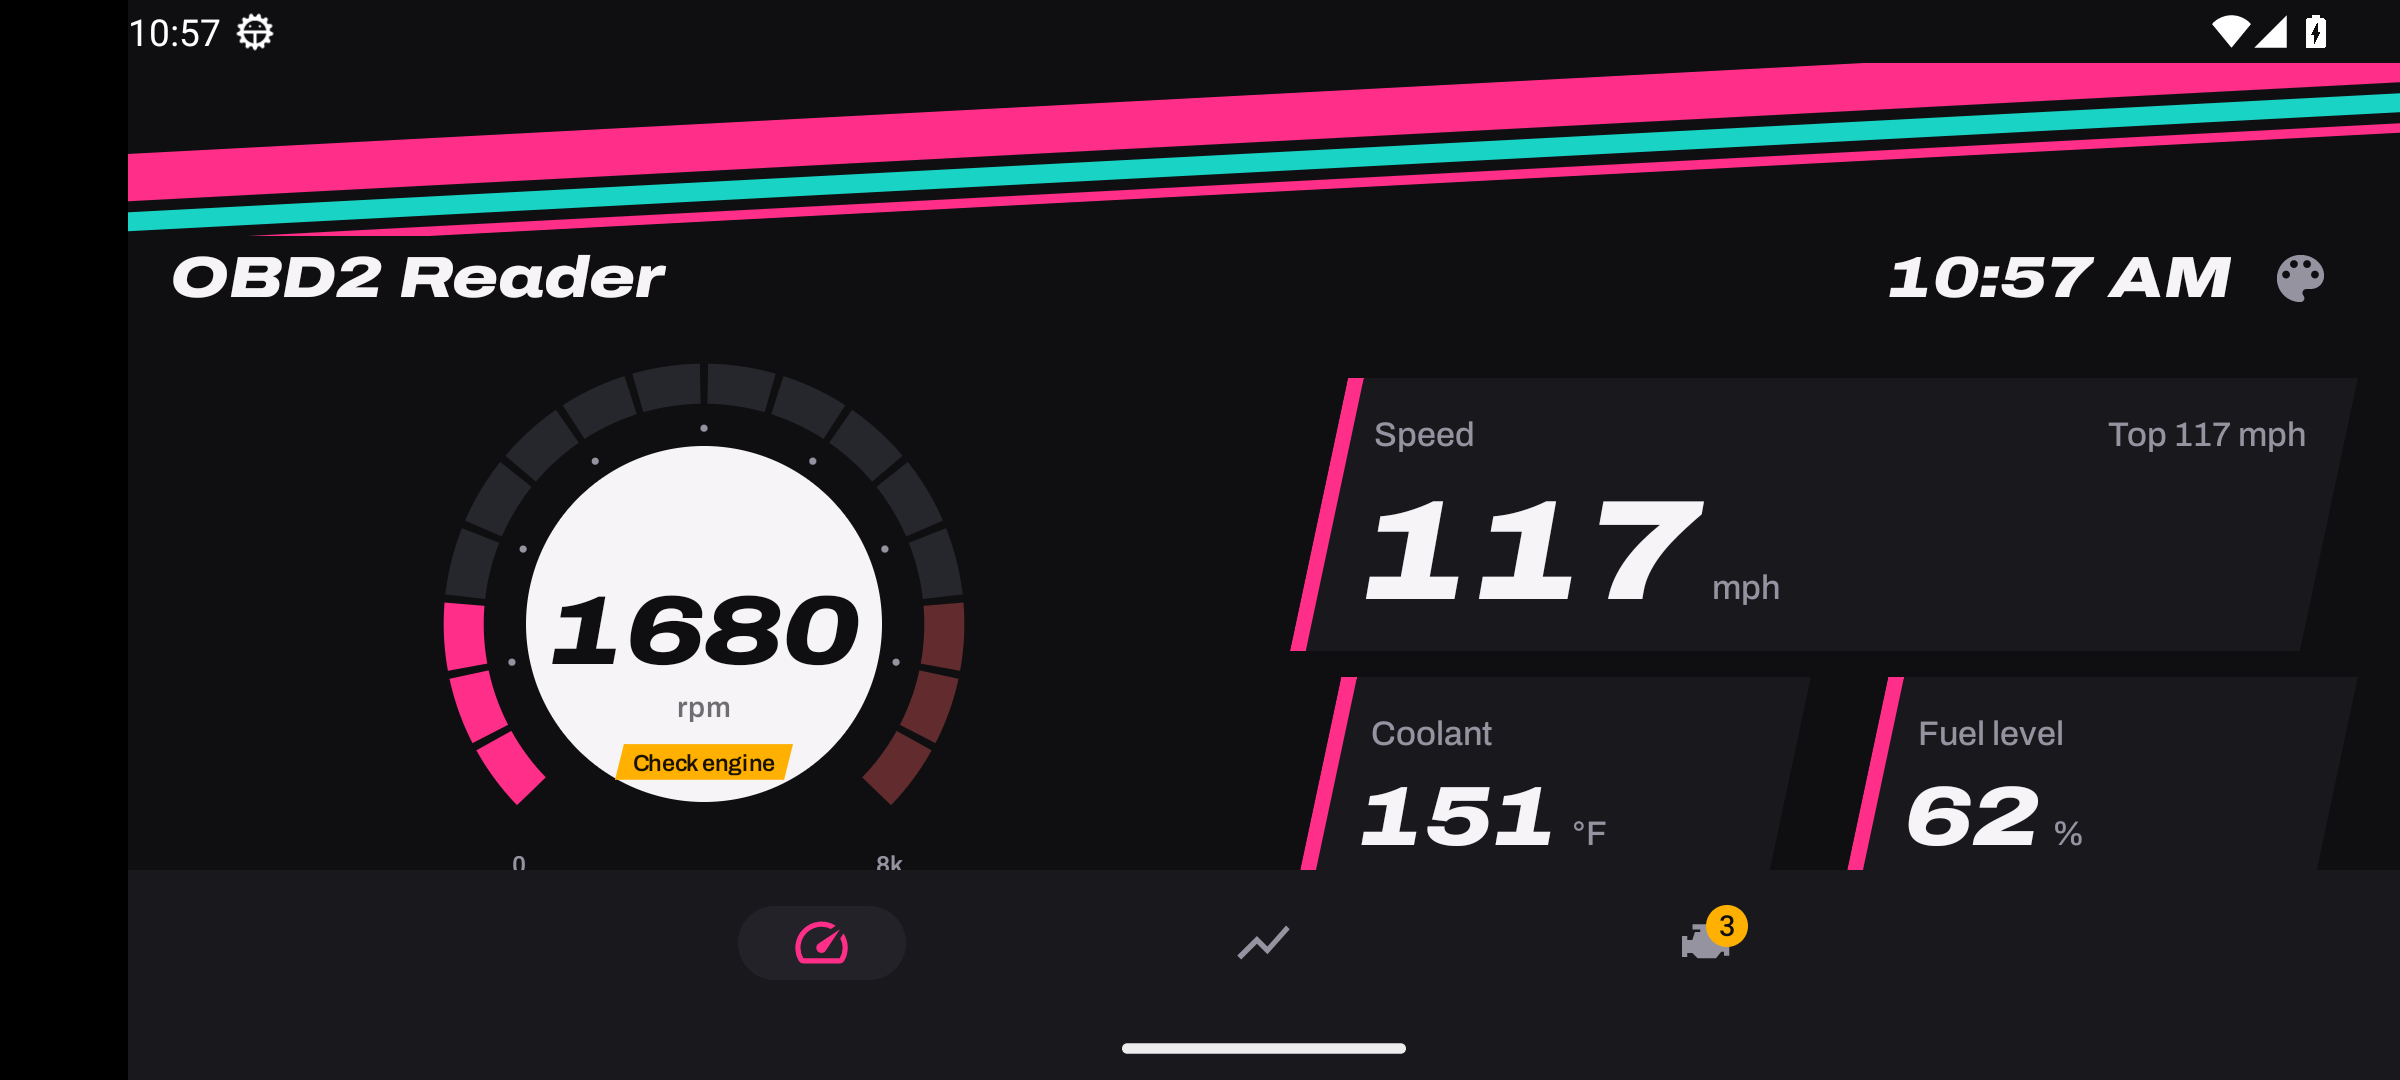 10:57
OBD2 Reader
10:57 AM
Speed
Top 117 mph
117 mph
1680
rpm
Check engine
Coolant
151 °F
Fuel level
62 %
0
8k
3